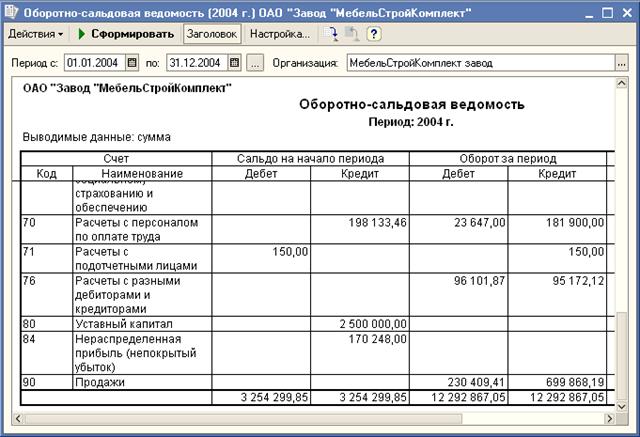 Оборотно-сальдовая ведомость (2004 г.) ОАО "Завод "МебельСтройКомплект"
Действия Сформировать Заголовок Настройка...
Период с: 01.01.2004 по: 31.12.2004 ... Организация: МебельСтройКомплект завод ...
ОАО "Завод "МебельСтройКомплект"
Оборотно-сальдовая ведомость
Период: 2004 г.
Выводимые данные: сумма
Счет Сальдо на начало периода Оборот за период
Код Наименование Дебет Кредит Дебет Кредит
социальному
страхованию и
обеспечению
70 Расчеты с персоналом 198 133,46 23 647,00 181 900,00
по оплате труда
71 Расчеты с 150,00 150,00
подотчетными лицами
76 Расчеты с разными 96 101,87 95 172,12
дебиторами и
кредиторами
80 Уставный капитал 2 500 000,00
84 Нераспределенная 170 248,00
прибыль (непокрытый
убыток)
90 Продажи 230 409,41 699 868,19
3 254 299,85 3 254 299,85 12 292 867,05 12 292 867,05